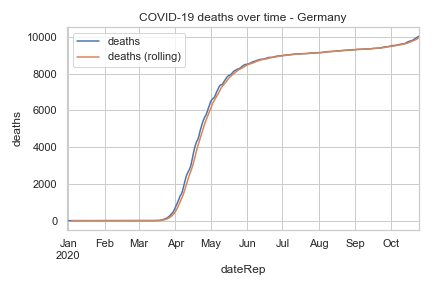 COVID-19 deaths over time - Germany
deaths
deaths (rolling)
10000
8000
6000
4000
2000
0
deaths
Jan Feb Mar Apr May Jun Jul Aug Sep Oct
2020
dateRep